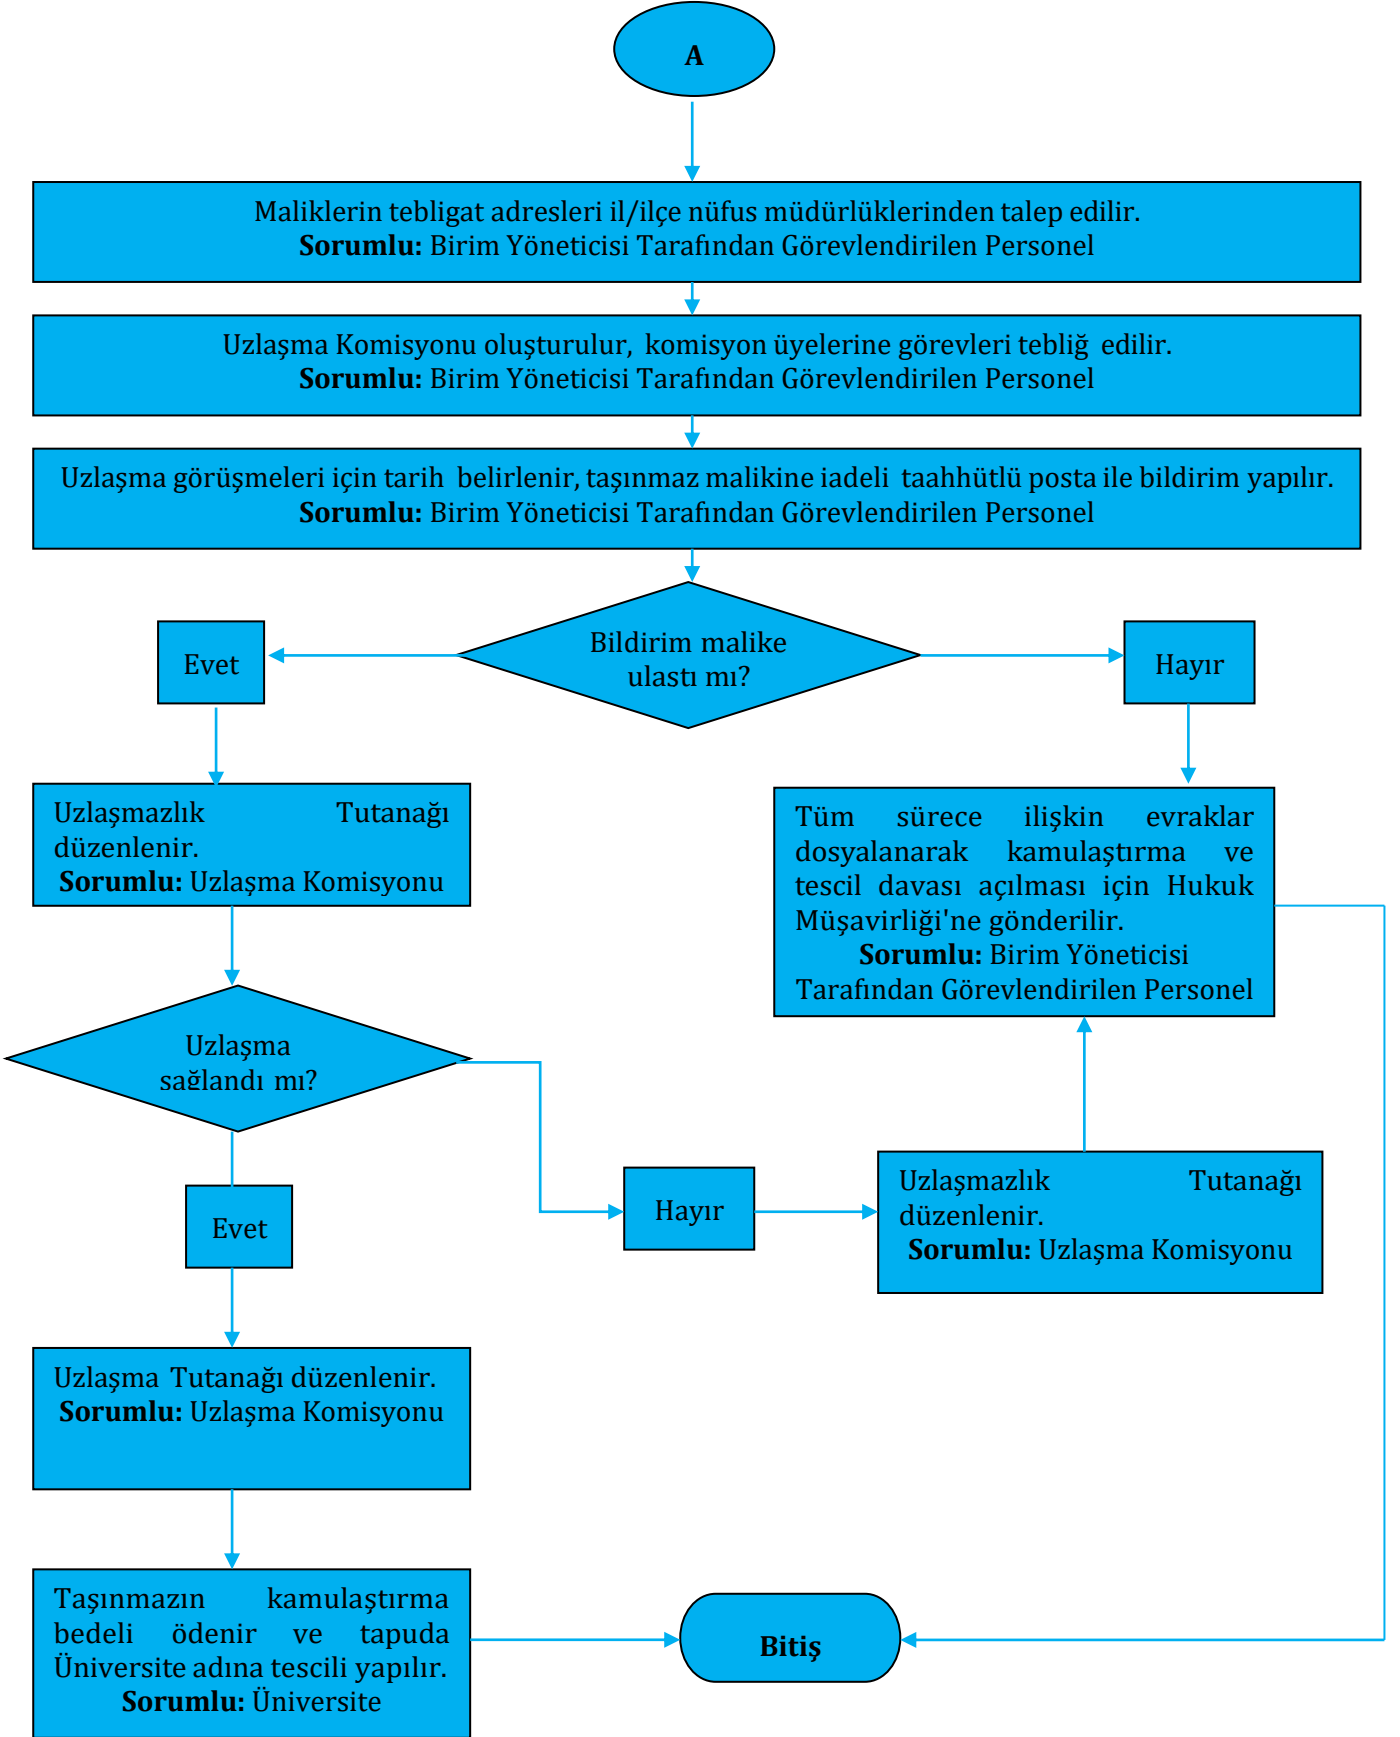 A
Maliklerin tebligat adresleri il/ilçe nüfus müdürlüklerinden talep edilir.
Sorumlu: Birim Yöneticisi Tarafından Görevlendirilen Personel
Uzlaşma Komisyonu oluşturulur, komisyon üyelerine görevleri tebliğ edilir.
Sorumlu: Birim Yöneticisi Tarafından Görevlendirilen Personel
Uzlaşma görüşmeleri için tarih belirlenir, taşınmaz malikine iadeli taahhütlü posta ile bildirim yapılır.
Sorumlu: Birim Yöneticisi Tarafından Görevlendirilen Personel
Bildirim malike
ulaştı mı?
Evet
Hayır
Uzlaşmazlık Tutanağı
düzenlenir.
Sorumlu: Uzlaşma Komisyonu
Tüm sürece ilişkin evraklar
dosyalanarak kamulaştırma ve
tescil davası açılması için Hukuk
Müşavirliği'ne gönderilir.
Sorumlu: Birim Yöneticisi
Tarafından Görevlendirilen Personel
Uzlaşma
sağlandı mı?
Evet
Hayır
Uzlaşmazlık Tutanağı
düzenlenir.
Sorumlu: Uzlaşma Komisyonu
Uzlaşma Tutanağı düzenlenir.
Sorumlu: Uzlaşma Komisyonu
Taşınmazın kamulaştırma
bedeli ödenir ve tapuda
Üniversite adına tescili yapılır.
Sorumlu: Üniversite
Bitiş